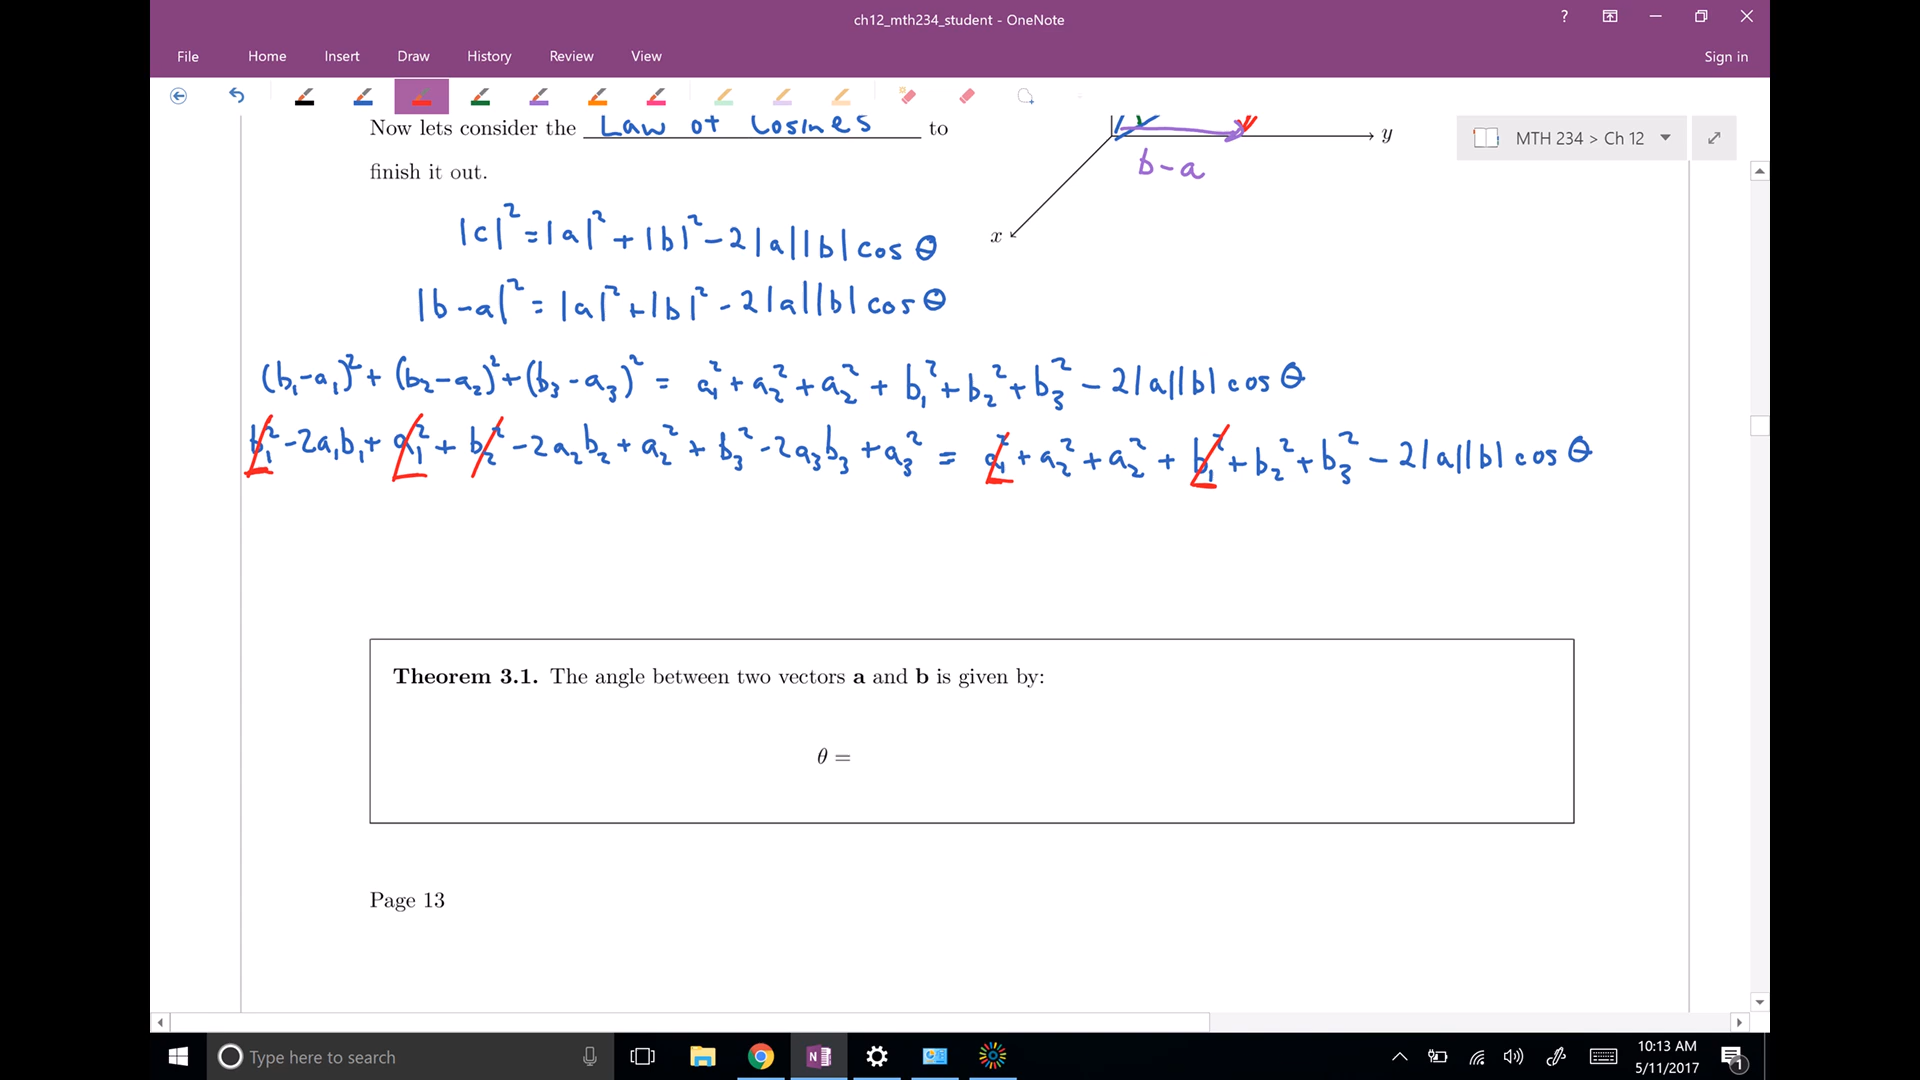 ch12_mth234_student - OneNote
?
File Home Insert Draw History Review View Sign in
Now lets consider the Law of Cosines to
finish it out.
MTH 234 > Ch 12
y
b-a
x
|c|² = |a|² + |b|² - 2|a||b| cos θ
|b-a|² = |a|² + |b|² - 2|a||b| cos θ
(b₁-a₁)² + (b₂-a₂)² + (b₃-a₃)² = a₁² + a₂² + a₂² + b₁² + b₂² + b₃² - 2|a||b| cos θ
b₁² - 2a₁b₁ + a₁² + b₂² - 2a₂b₂ + a₂² + b₃² - 2a₃b₃ + a₃² = a₁² + a₂² + a₂² + b₁² + b₂² + b₃² - 2|a||b| cos θ
Theorem 3.1. The angle between two vectors a and b is given by:
θ =
Page 13
Type here to search
N
10:13 AM
5/11/2017
1